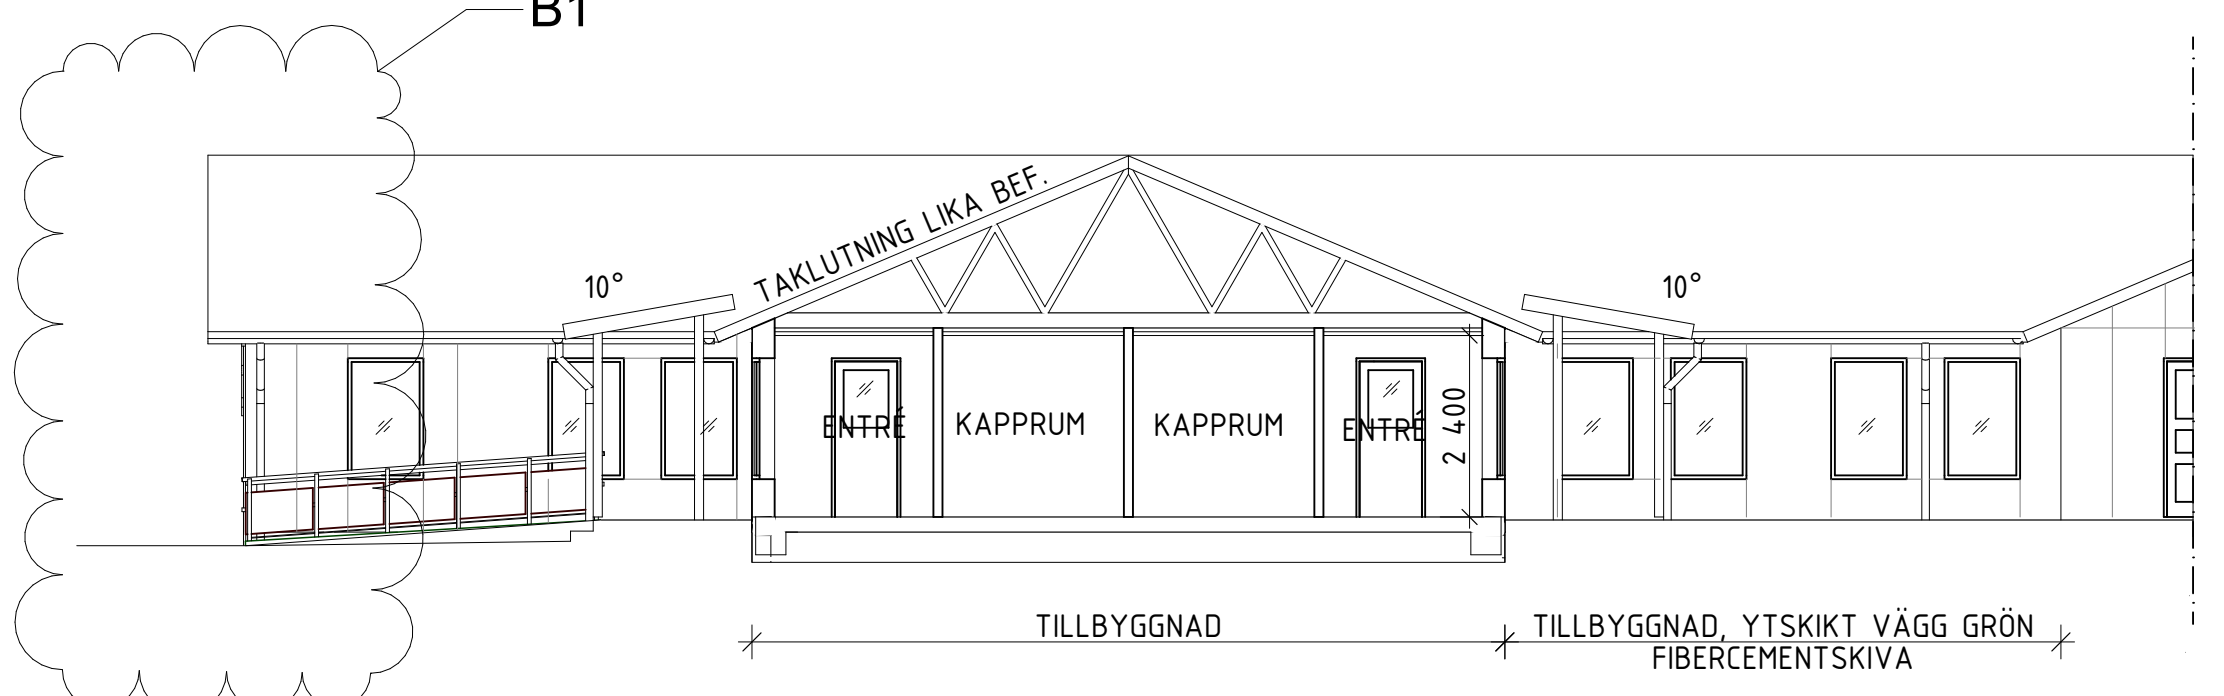 B1
TAKLUTNING LIKA BEF.
10°
10°
ENTRÉ
KAPPRUM
KAPPRUM
ENTRÉ
2 400
TILLBYGGNAD
TILLBYGGNAD, YTSKIKT VÄGG GRÖN
FIBERCEMENTSKIVA